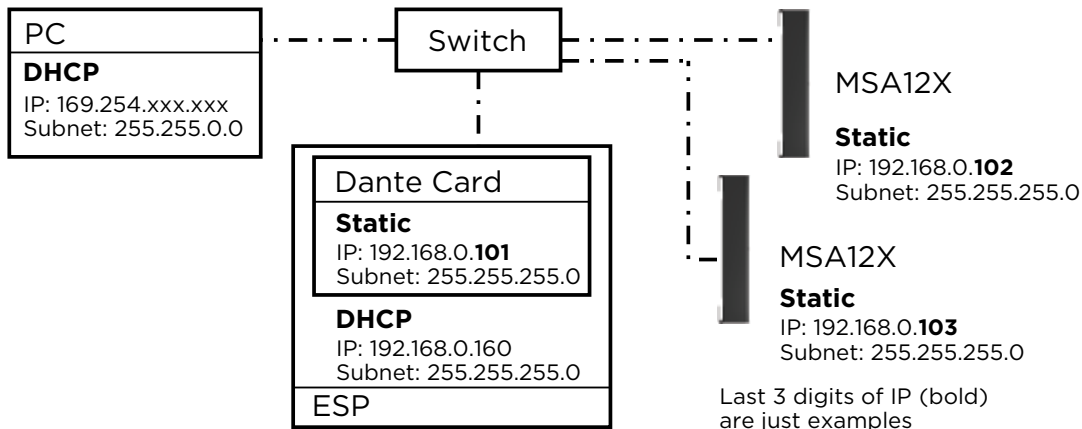 PC
DHCP
IP: 169.254.xxx.xxx
Subnet: 255.255.0.0
Switch
MSA12X
Static
IP: 192.168.0.102
Subnet: 255.255.255.0
Dante Card
Static
IP: 192.168.0.101
Subnet: 255.255.255.0
DHCP
IP: 192.168.0.160
Subnet: 255.255.255.0
ESP
MSA12X
Static
IP: 192.168.0.103
Subnet: 255.255.255.0
Last 3 digits of IP (bold)
are just examples